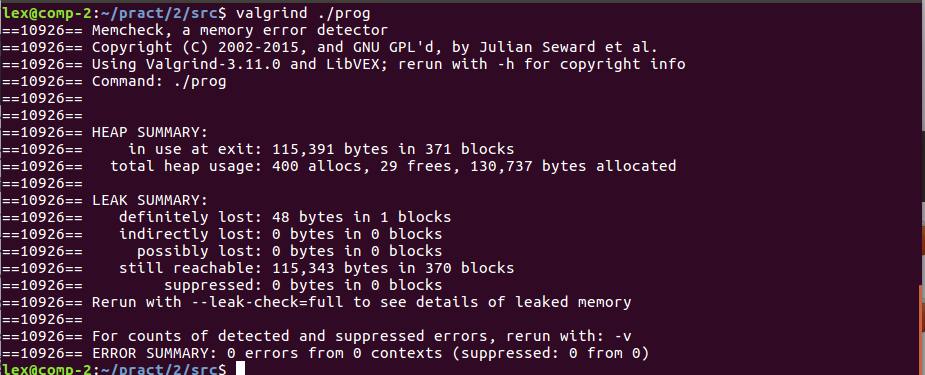 lex@comp-2:~/pract/2/src$ valgrind ./prog
==10926== Memcheck, a memory error detector
==10926== Copyright (C) 2002-2015, and GNU GPL'd, by Julian Seward et al.
==10926== Using Valgrind-3.11.0 and LibVEX; rerun with -h for copyright info
==10926== Command: ./prog
==10926==
==10926==
==10926== HEAP SUMMARY:
==10926==     in use at exit: 115,391 bytes in 371 blocks
==10926==   total heap usage: 400 allocs, 29 frees, 130,737 bytes allocated
==10926==
==10926== LEAK SUMMARY:
==10926==    definitely lost: 48 bytes in 1 blocks
==10926==    indirectly lost: 0 bytes in 0 blocks
==10926==      possibly lost: 0 bytes in 0 blocks
==10926==    still reachable: 115,343 bytes in 370 blocks
==10926==         suppressed: 0 bytes in 0 blocks
==10926== Rerun with --leak-check=full to see details of leaked memory
==10926==
==10926== For counts of detected and suppressed errors, rerun with: -v
==10926== ERROR SUMMARY: 0 errors from 0 contexts (suppressed: 0 from 0)
lex@comp-2:~/pract/2/src$